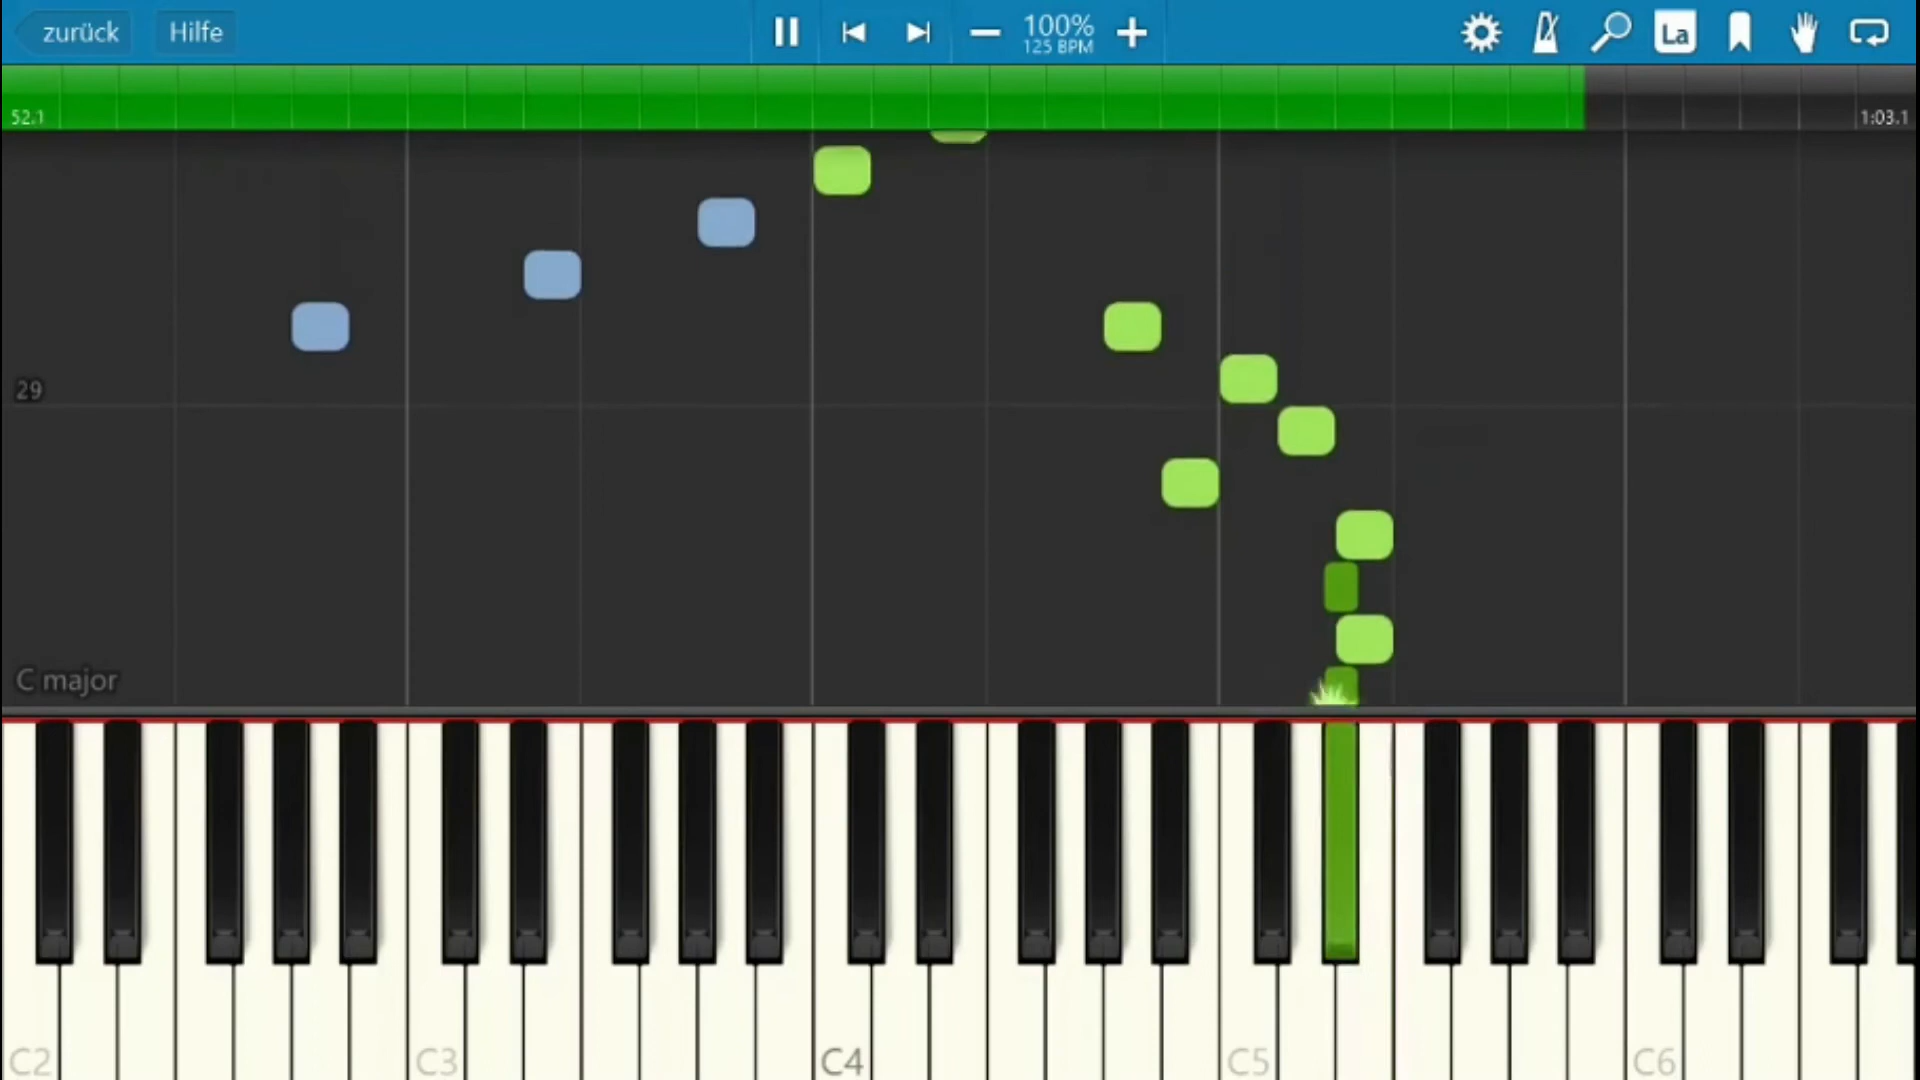 zurück
Hilfe
100%
125 BPM
La
52.1
1:03.1
29
C major
C2
C3
C4
C5
C6